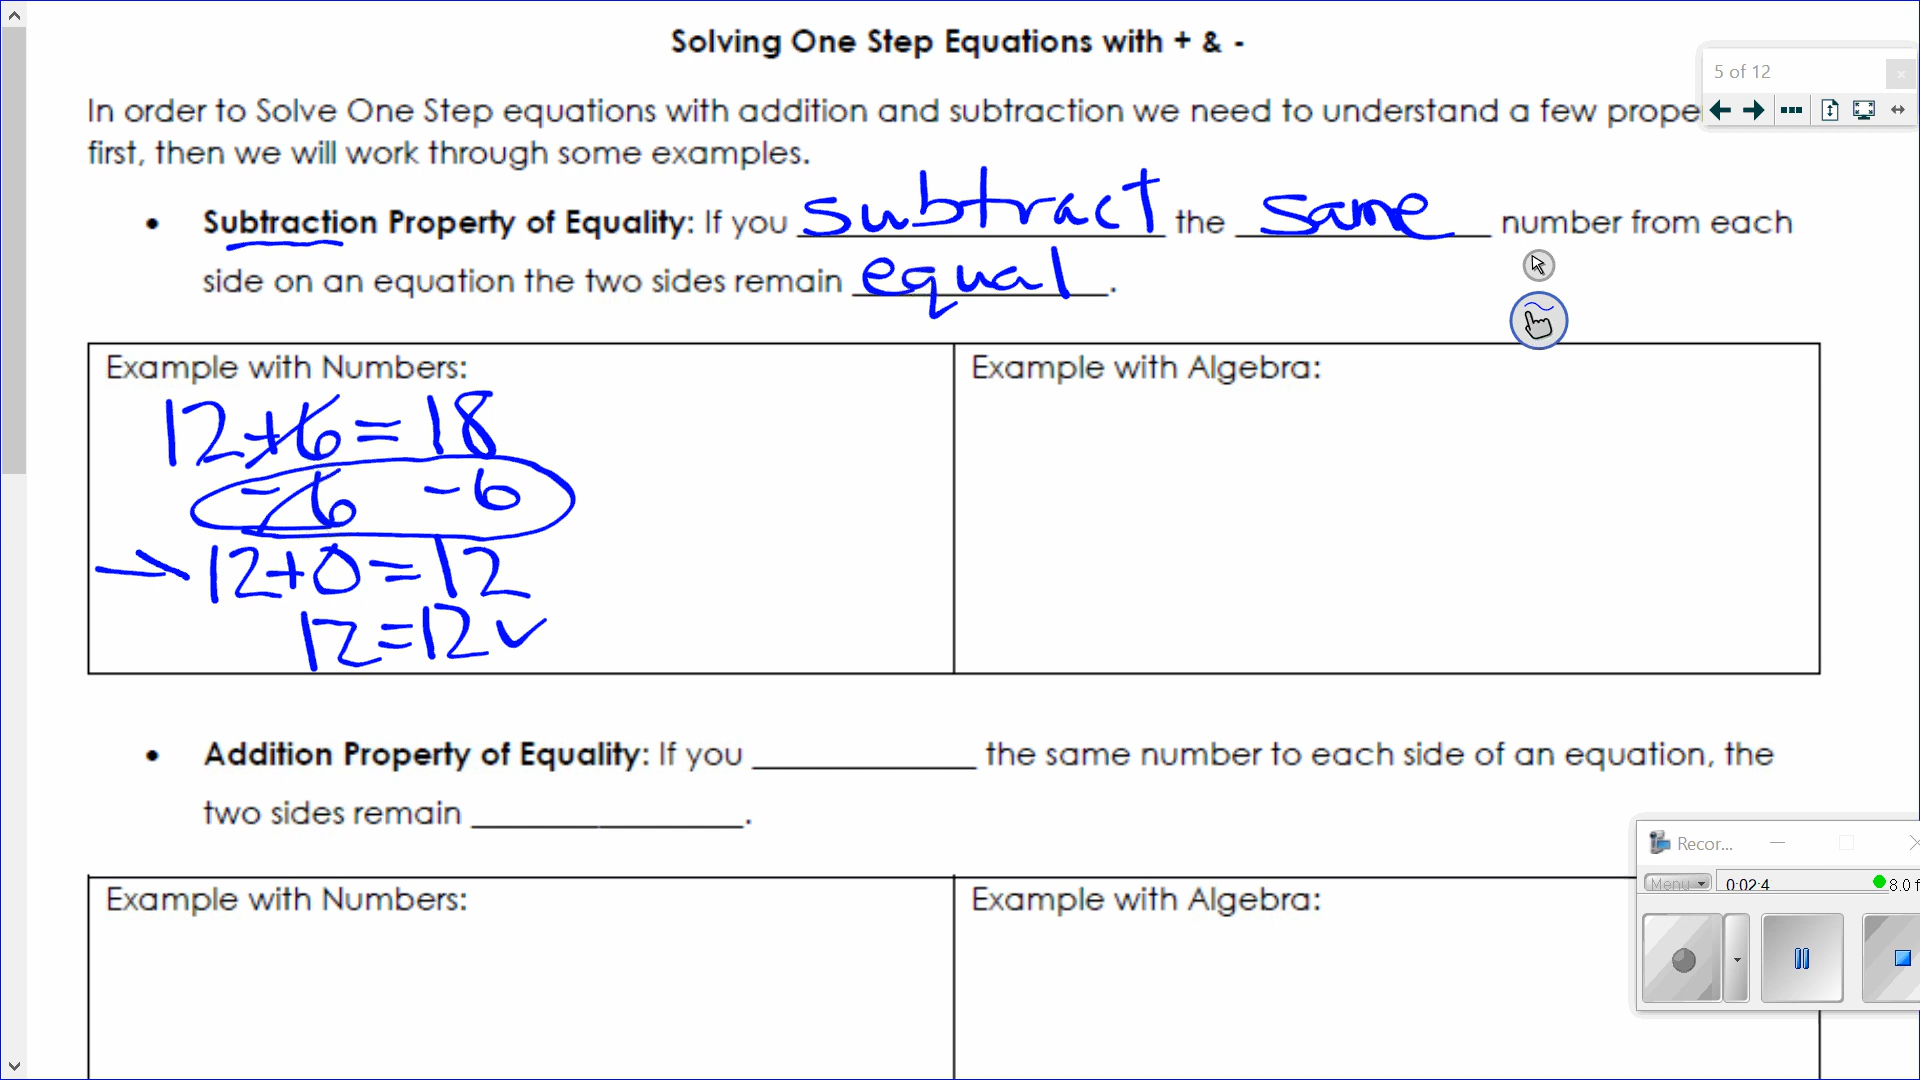 Solving One Step Equations with + & -
5 of 12
In order to Solve One Step equations with addition and subtraction we need to understand a few prope
first, then we will work through some examples.
• Subtraction Property of Equality: If you subtract the same number from each
side on an equation the two sides remain equal.
Example with Numbers:
12+6=18
-6 -6
12+0=12
12=12✓
Example with Algebra:
• Addition Property of Equality: If you ____________ the same number to each side of an equation, the
two sides remain ______________.
Recor...
Menu 0:02:4 8.0 f
Example with Numbers:
Example with Algebra: